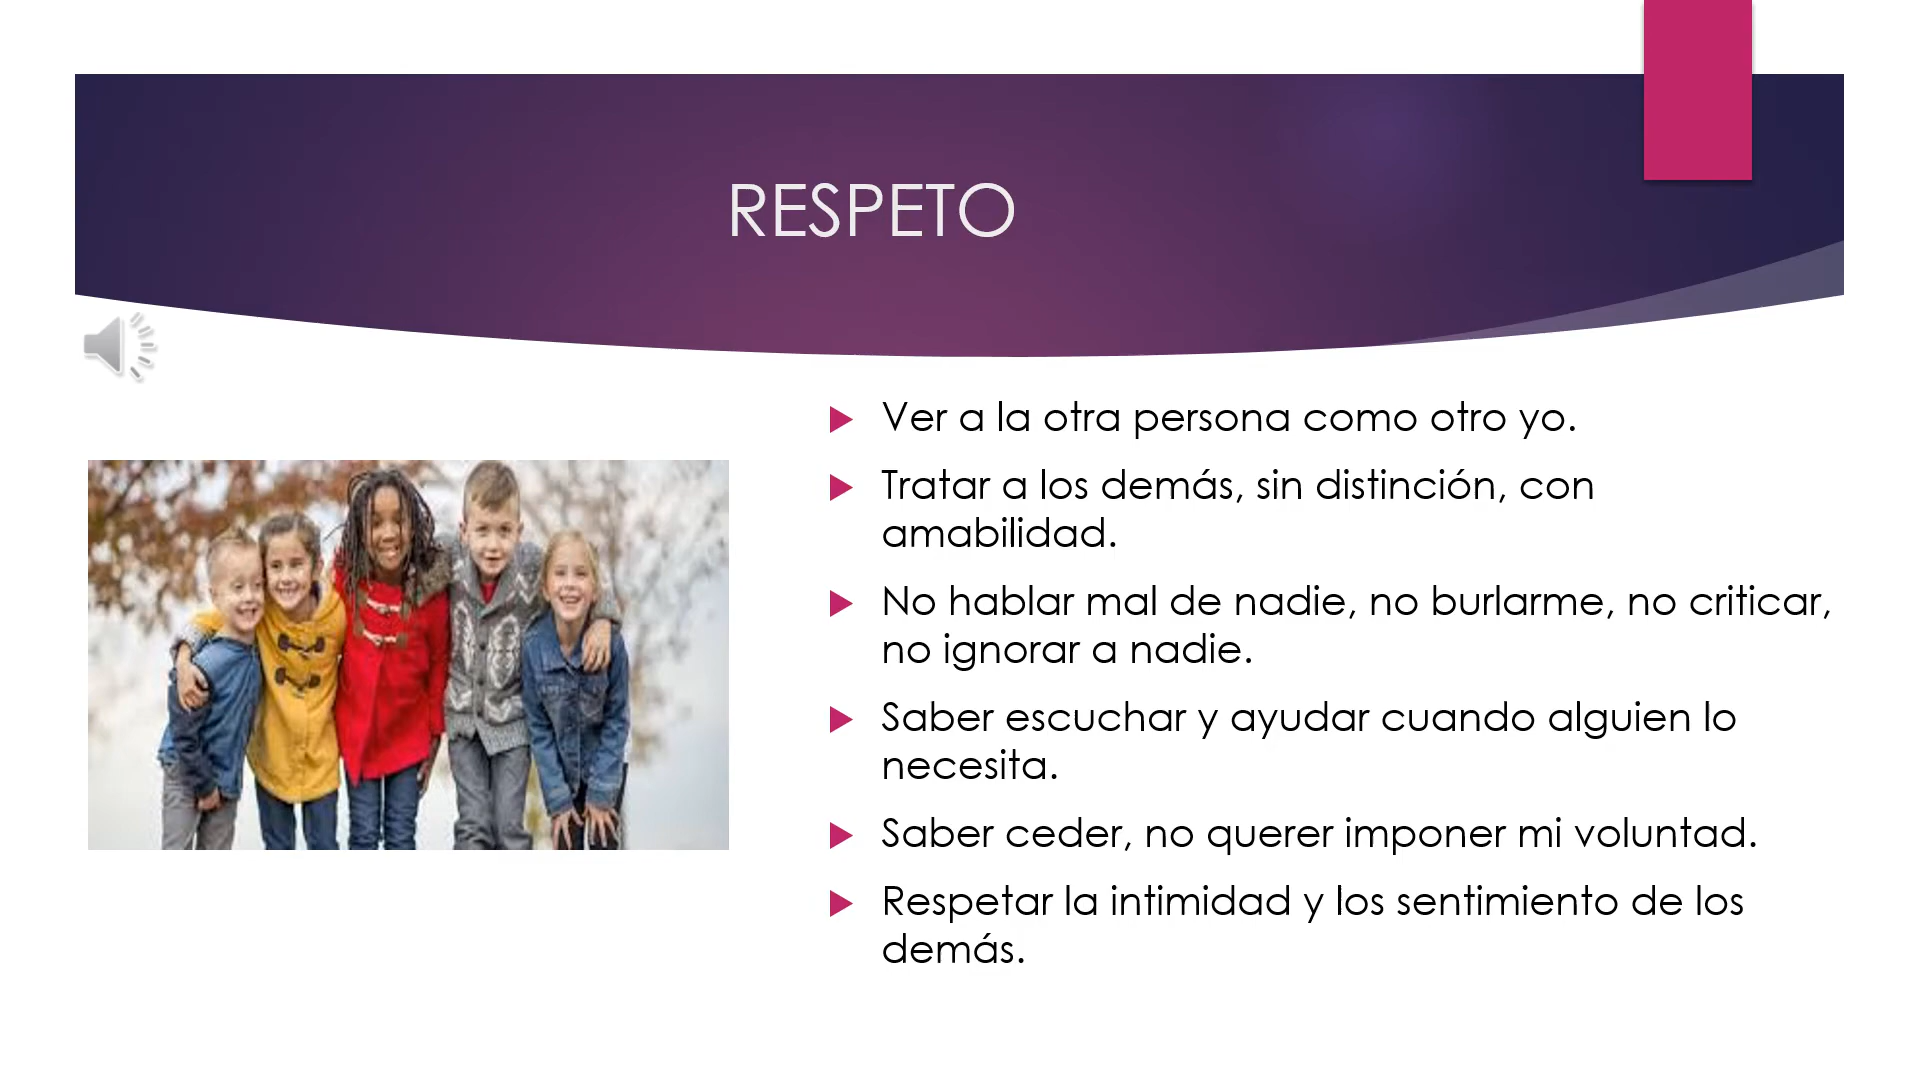 RESPETO
Ver a la otra persona como otro yo.
Tratar a los demás, sin distinción, con
amabilidad.
No hablar mal de nadie, no burlarme, no criticar,
no ignorar a nadie.
Saber escuchar y ayudar cuando alguien lo
necesita.
Saber ceder, no querer imponer mi voluntad.
Respetar la intimidad y los sentimiento de los
demás.